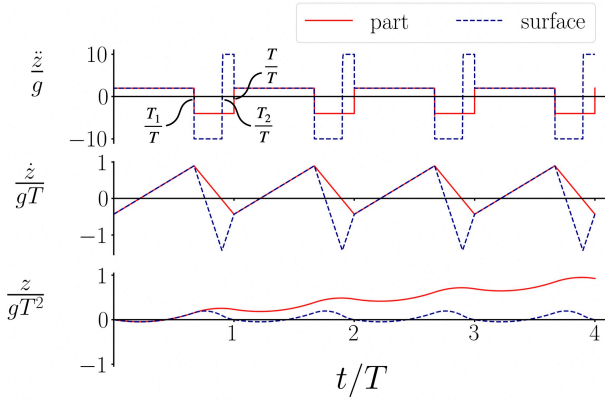 part surface
z̈/g
10
0
−10
T₁/T
T₂/T
T/T
ż/gT
1
0
−1
z/gT²
1
0
−1
1 2 3 4
t/T